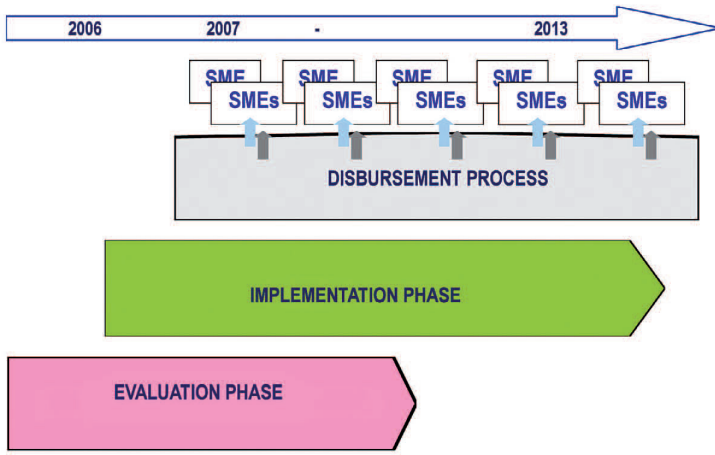 2006 2007 - 2013
SME SME SME SME SME
SMEs SMEs SMEs SMEs SMEs
DISBURSEMENT PROCESS
IMPLEMENTATION PHASE
EVALUATION PHASE